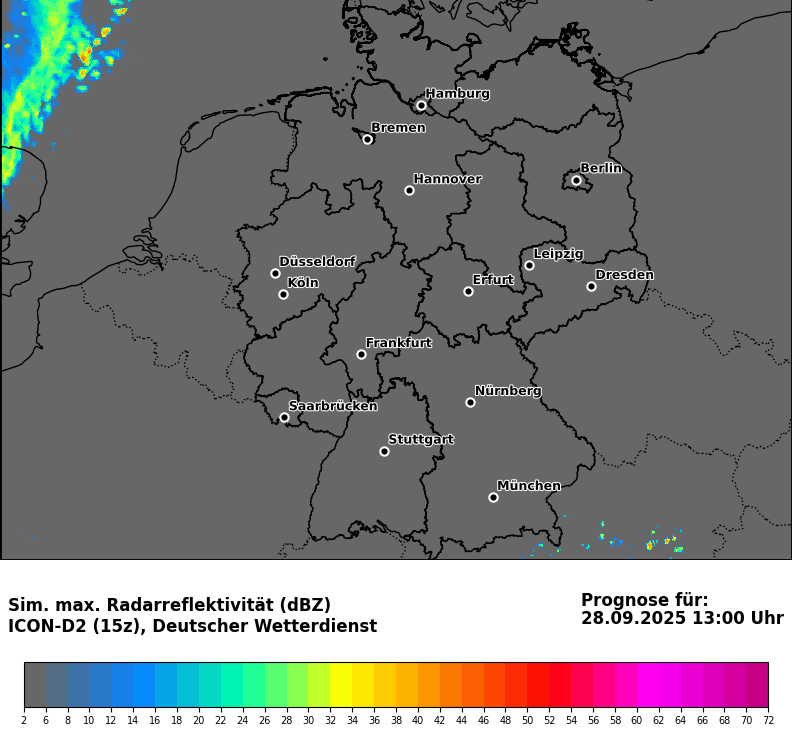 Hamburg
Bremen
Berlin
Hannover
Leipzig
Düsseldorf
Dresden
Köln
Erfurt
Frankfurt
Nürnberg
Saarbrücken
Stuttgart
München
Sim. max. Radarreflektivität (dBZ)
ICON-D2 (15z), Deutscher Wetterdienst
Prognose für:
28.09.2025 13:00 Uhr
2 6 8 10 12 14 16 18 20 22 24 26 28 30 32 34 36 38 40 42 44 46 48 50 52 54 56 58 60 62 64 66 68 70 72